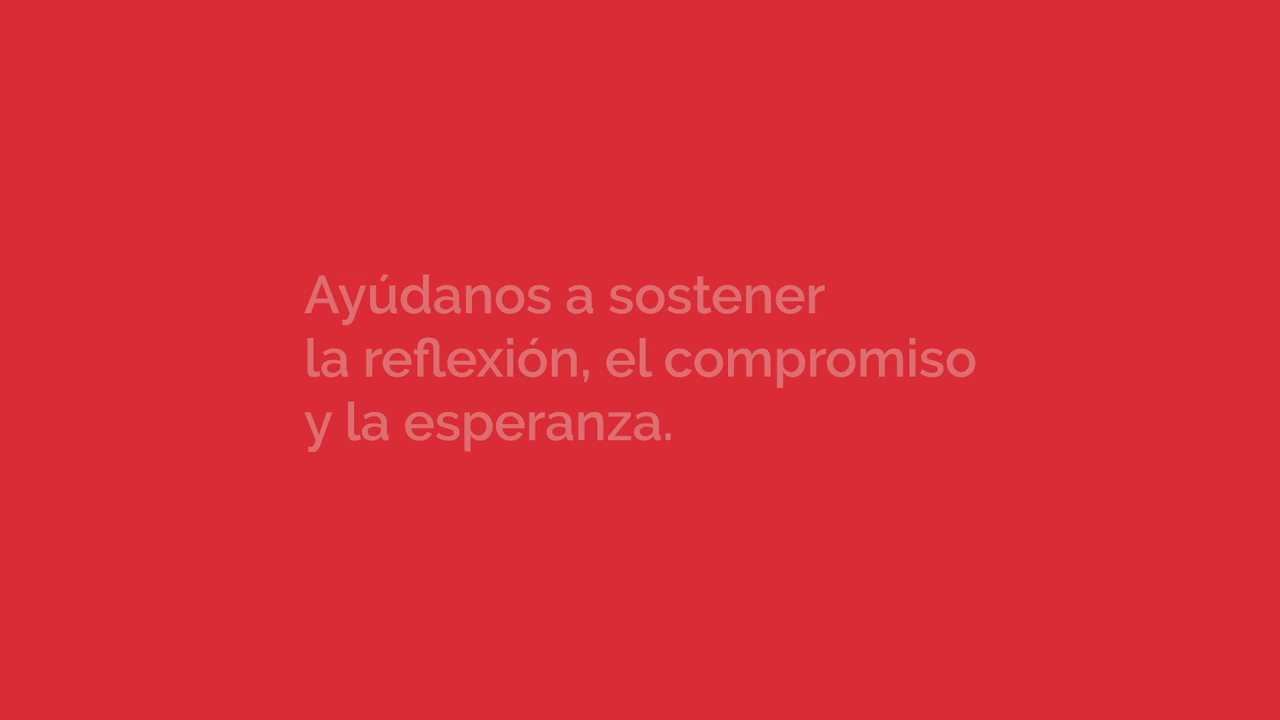 Ayúdanos a sostener
la reflexión, el compromiso
y la esperanza.